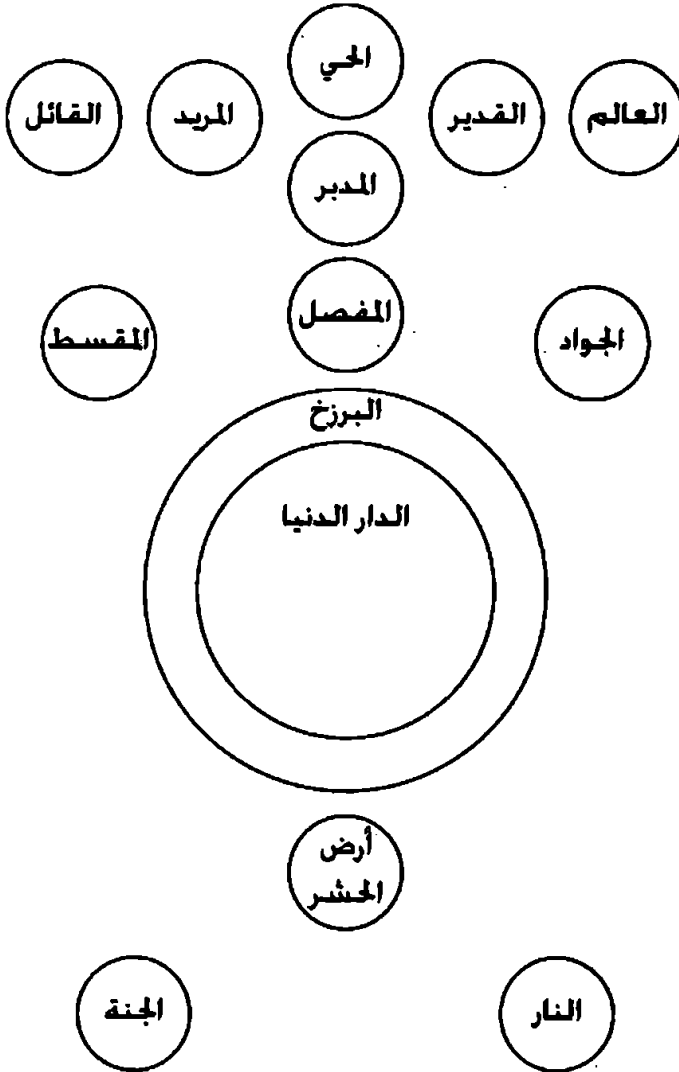 الحي
العالم
القدير
المريد
القائل
المدبر
المفصل
الجواد
المقسط
البرزخ
الدار الدنيا
أرض
الحشر
النار
الجنة